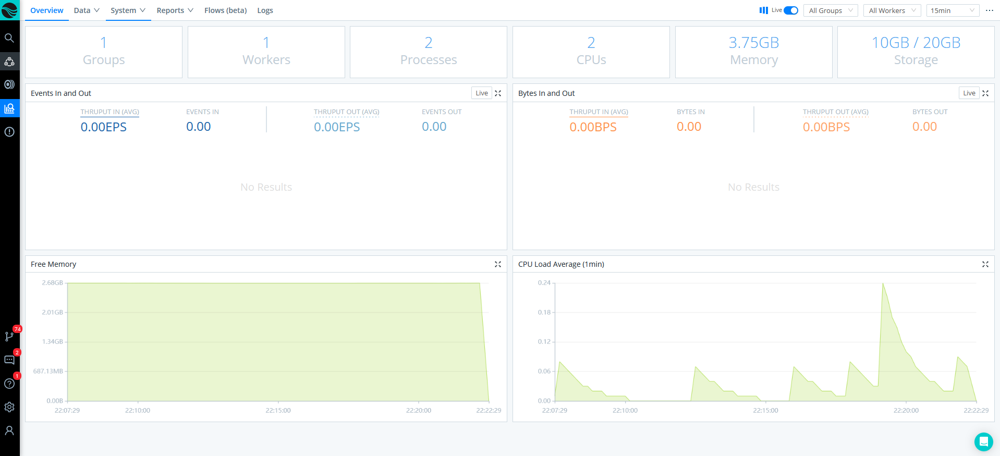 Overview Data System Reports Flows (beta) Logs Live All Groups All Workers 15min
1 1 2 2 3.75GB 10GB / 20GB
Groups Workers Processes CPUs Memory Storage
Events In and Out Live
THRUPUT IN (AVG) EVENTS IN THRUPUT OUT (AVG) EVENTS OUT
0.00EPS 0.00 0.00EPS 0.00
No Results
Bytes In and Out Live
THRUPUT IN (AVG) BYTES IN THRUPUT OUT (AVG) BYTES OUT
0.00BPS 0.00 0.00BPS 0.00
No Results
Free Memory
2.68GB
2.01GB
1.34GB
687.13MB
0.00B
22:07:29 22:10:00 22:15:00 22:20:00 22:22:29
CPU Load Average (1min)
0.24
0.18
0.12
0.06
0.00
22:07:29 22:10:00 22:15:00 22:20:00 22:22:29
74
2
1